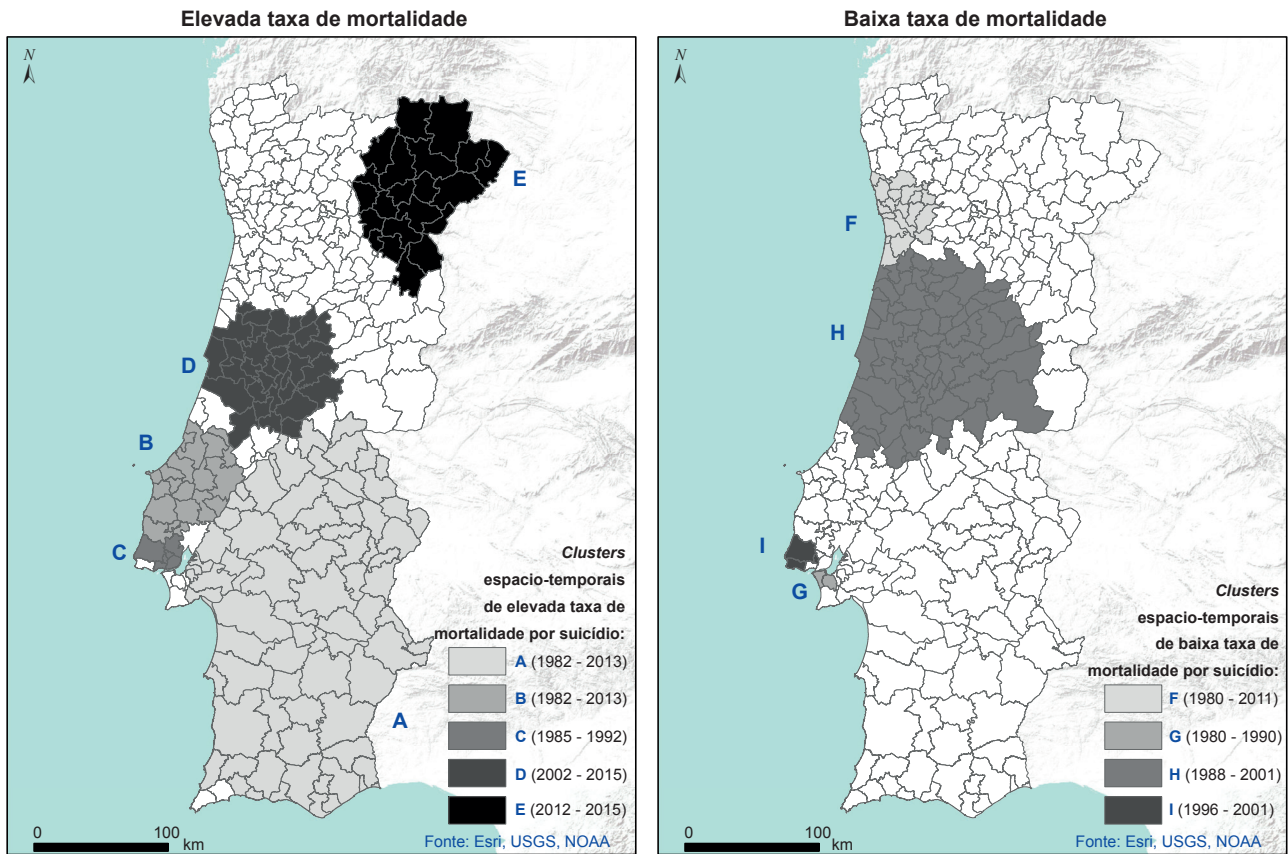 Elevada taxa de mortalidade
N
E
D
B
C
A
Clusters
espacio-temporais
de elevada taxa de
mortalidade por suicídio:
A (1982 - 2013)
B (1982 - 2013)
C (1985 - 1992)
D (2002 - 2015)
E (2012 - 2015)
0 100
km
Fonte: Esri, USGS, NOAA
Baixa taxa de mortalidade
N
F
H
I
G
Clusters
espacio-temporais
de baixa taxa de
mortalidade por suicídio:
F (1980 - 2011)
G (1980 - 1990)
H (1988 - 2001)
I (1996 - 2001)
0 100
km
Fonte: Esri, USGS, NOAA